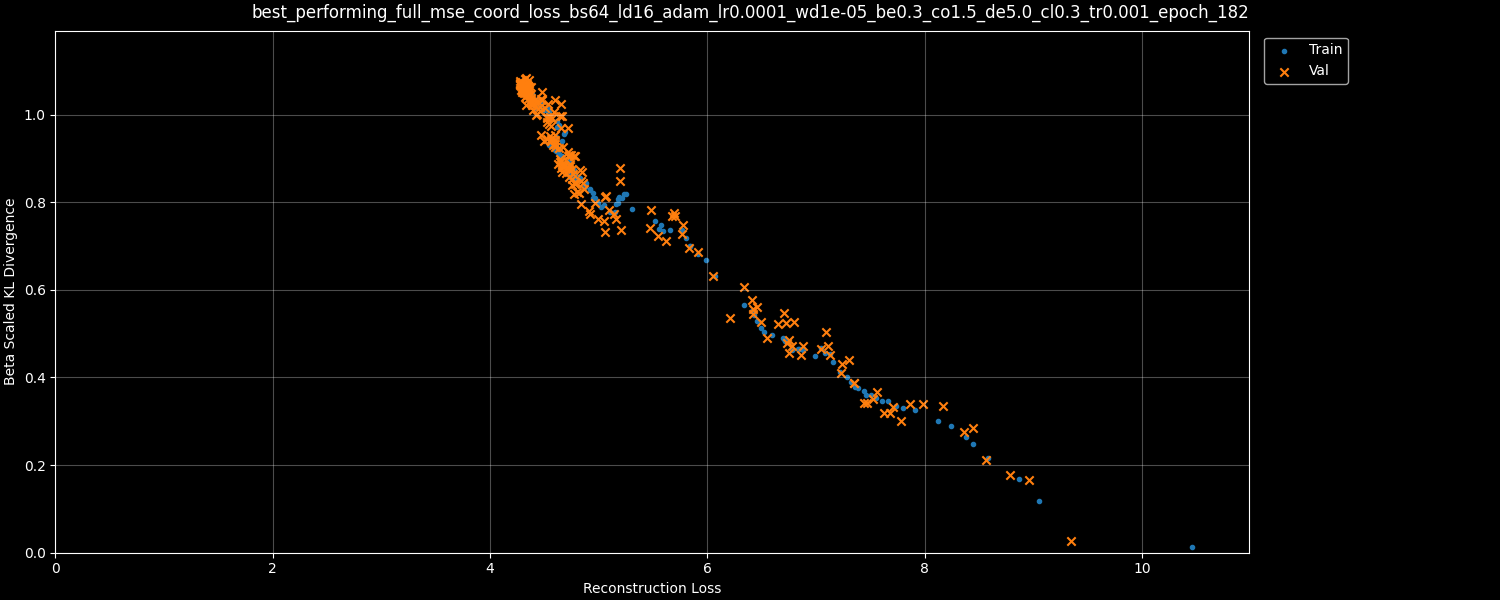 best_performing_full_mse_coord_loss_bs64_ld16_adam_lr0.0001_wd1e-05_be0.3_co1.5_de5.0_cl0.3_tr0.001_epoch_182
Train
Val
Beta Scaled KL Divergence
1.0
0.8
0.6
0.4
0.2
0.0
0 2 4 6 8 10
Reconstruction Loss